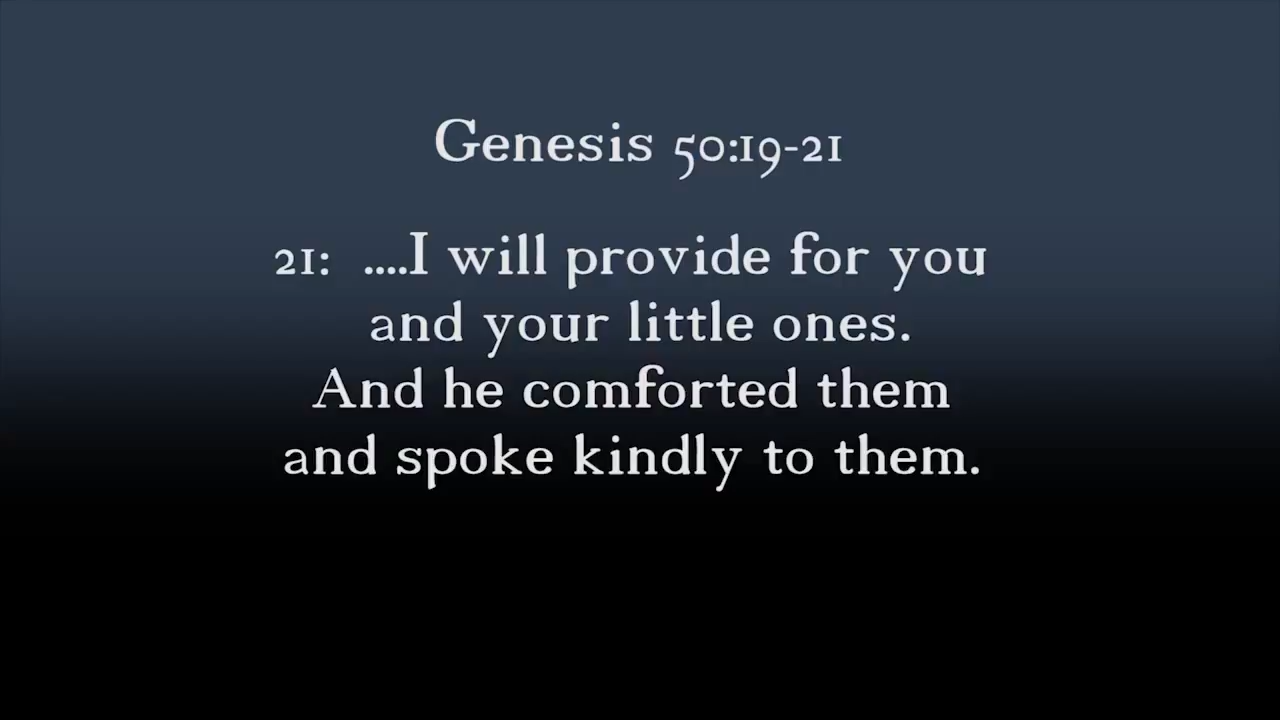 Genesis 50:19-21
21: ....I will provide for you
and your little ones.
And he comforted them
and spoke kindly to them.